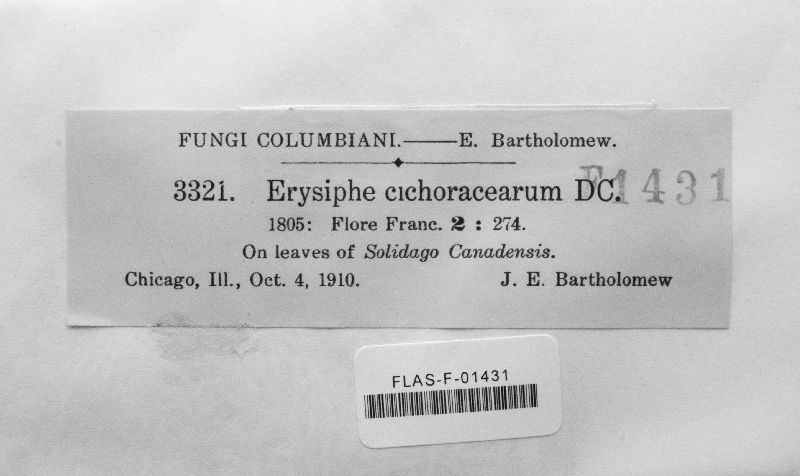 FUNGI COLUMBIANI.——E. Bartholomew.
3321. Erysiphe cichoracearum DC.
F1431
1805: Flore Franc. 2 : 274.
On leaves of Solidago Canadensis.
Chicago, Ill., Oct. 4, 1910. J. E. Bartholomew
FLAS-F-01431